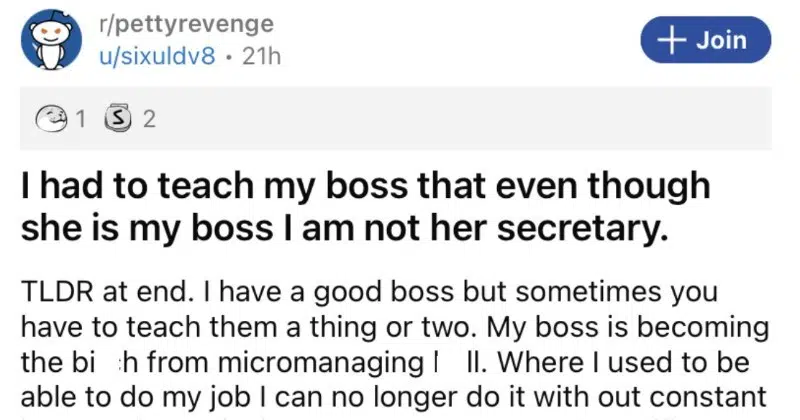 r/pettyrevenge
u/sixuldv8 • 21h
+ Join
1 S 2
I had to teach my boss that even though
she is my boss I am not her secretary.
TLDR at end. I have a good boss but sometimes you
have to teach them a thing or two. My boss is becoming
the bi h from micromanaging ll. Where I used to be
able to do my job I can no longer do it with out constant